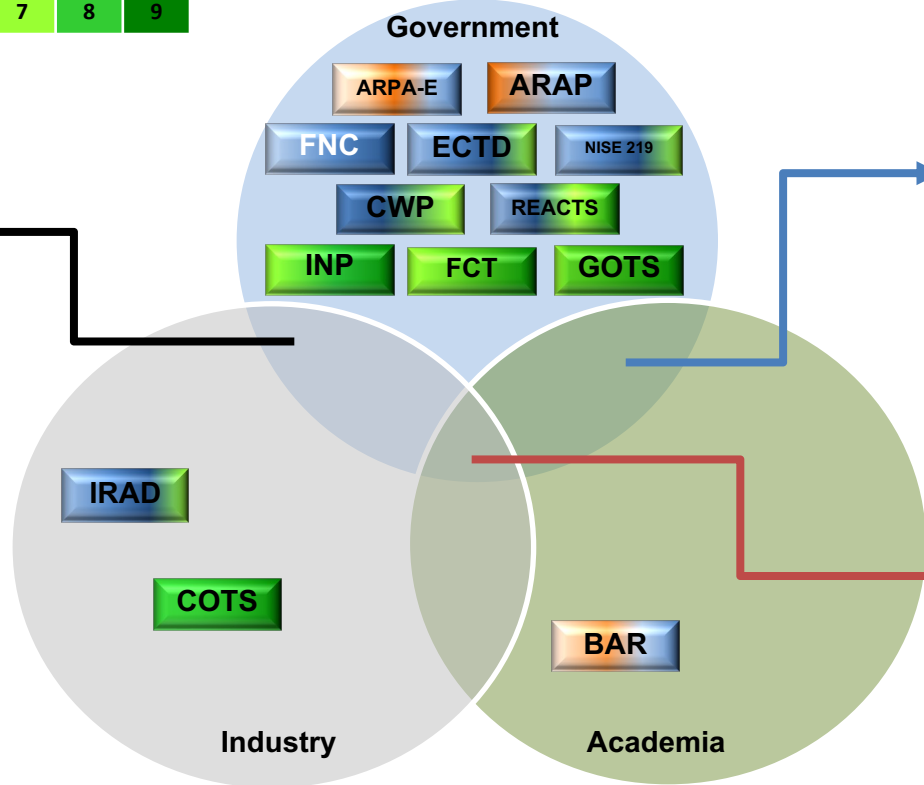 7 8 9
Government
ARPA-E ARAP
FNC ECTD NISE 219
CWP REACTS
INP FCT GOTS
IRAD
COTS
BAR
Industry Academia